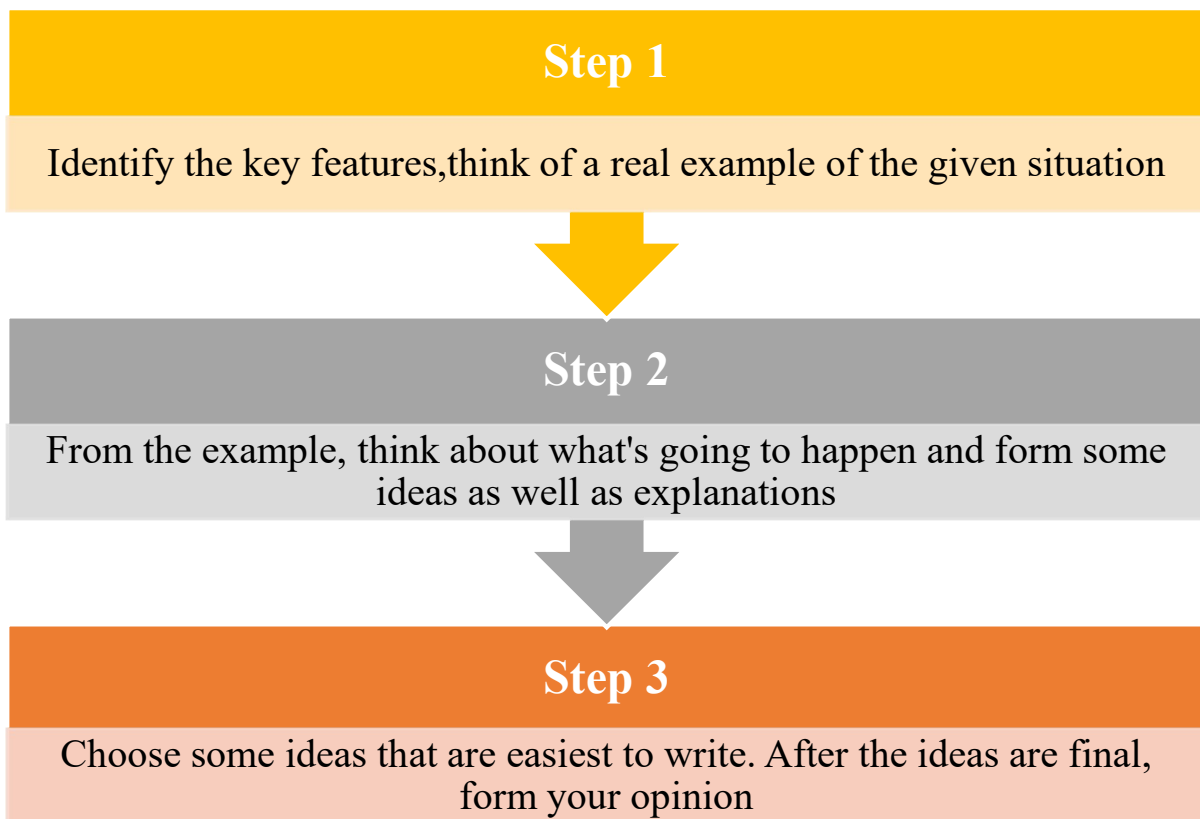 Step 1
Identify the key features,think of a real example of the given situation
Step 2
From the example, think about what's going to happen and form some
ideas as well as explanations
Step 3
Choose some ideas that are easiest to write. After the ideas are final,
form your opinion